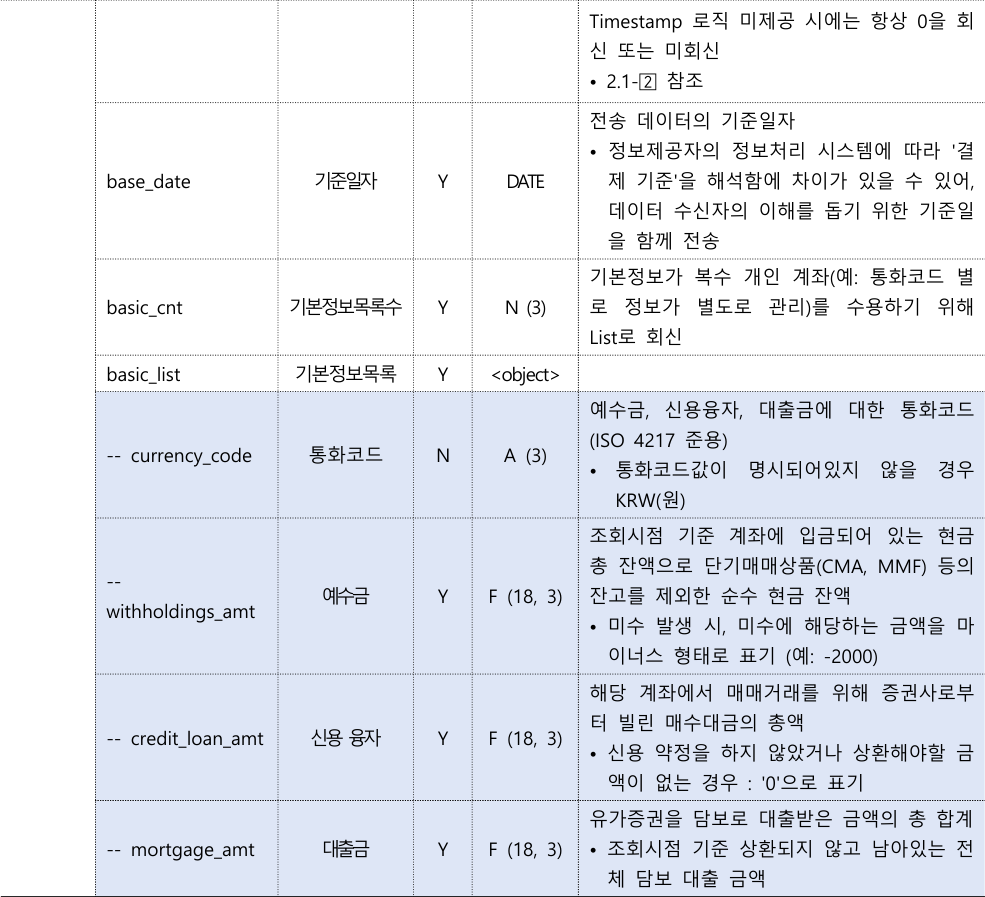 Timestamp 로직 미제공 시에는 항상 0을 회
신 또는 미회신
• 2.1-2 참조
base_date 기준일자 Y DATE
전송 데이터의 기준일자
• 정보제공자의 정보처리 시스템에 따라 '결
제 기준'을 해석함에 차이가 있을 수 있어,
데이터 수신자의 이해를 돕기 위한 기준일
을 함께 전송
basic_cnt 기본정보목록수 Y N (3)
기본정보가 복수 개인 계좌(예: 통화코드 별
로 정보가 별도로 관리)를 수용하기 위해
List로 회신
basic_list 기본정보목록 Y <object>
-- currency_code 통화코드 N A (3)
예수금, 신용융자, 대출금에 대한 통화코드
(ISO 4217 준용)
• 통화코드값이 명시되어있지 않을 경우
KRW(원)
--
withholdings_amt 예수금 Y F (18, 3)
조회시점 기준 계좌에 입금되어 있는 현금
총 잔액으로 단기매매상품(CMA, MMF) 등의
잔고를 제외한 순수 현금 잔액
• 미수 발생 시, 미수에 해당하는 금액을 마
이너스 형태로 표기 (예: -2000)
-- credit_loan_amt 신용 융자 Y F (18, 3)
해당 계좌에서 매매거래를 위해 증권사로부
터 빌린 매수대금의 총액
• 신용 약정을 하지 않았거나 상환해야할 금
액이 없는 경우 : '0'으로 표기
-- mortgage_amt 대출금 Y F (18, 3)
유가증권을 담보로 대출받은 금액의 총 합계
• 조회시점 기준 상환되지 않고 남아있는 전
체 담보 대출 금액